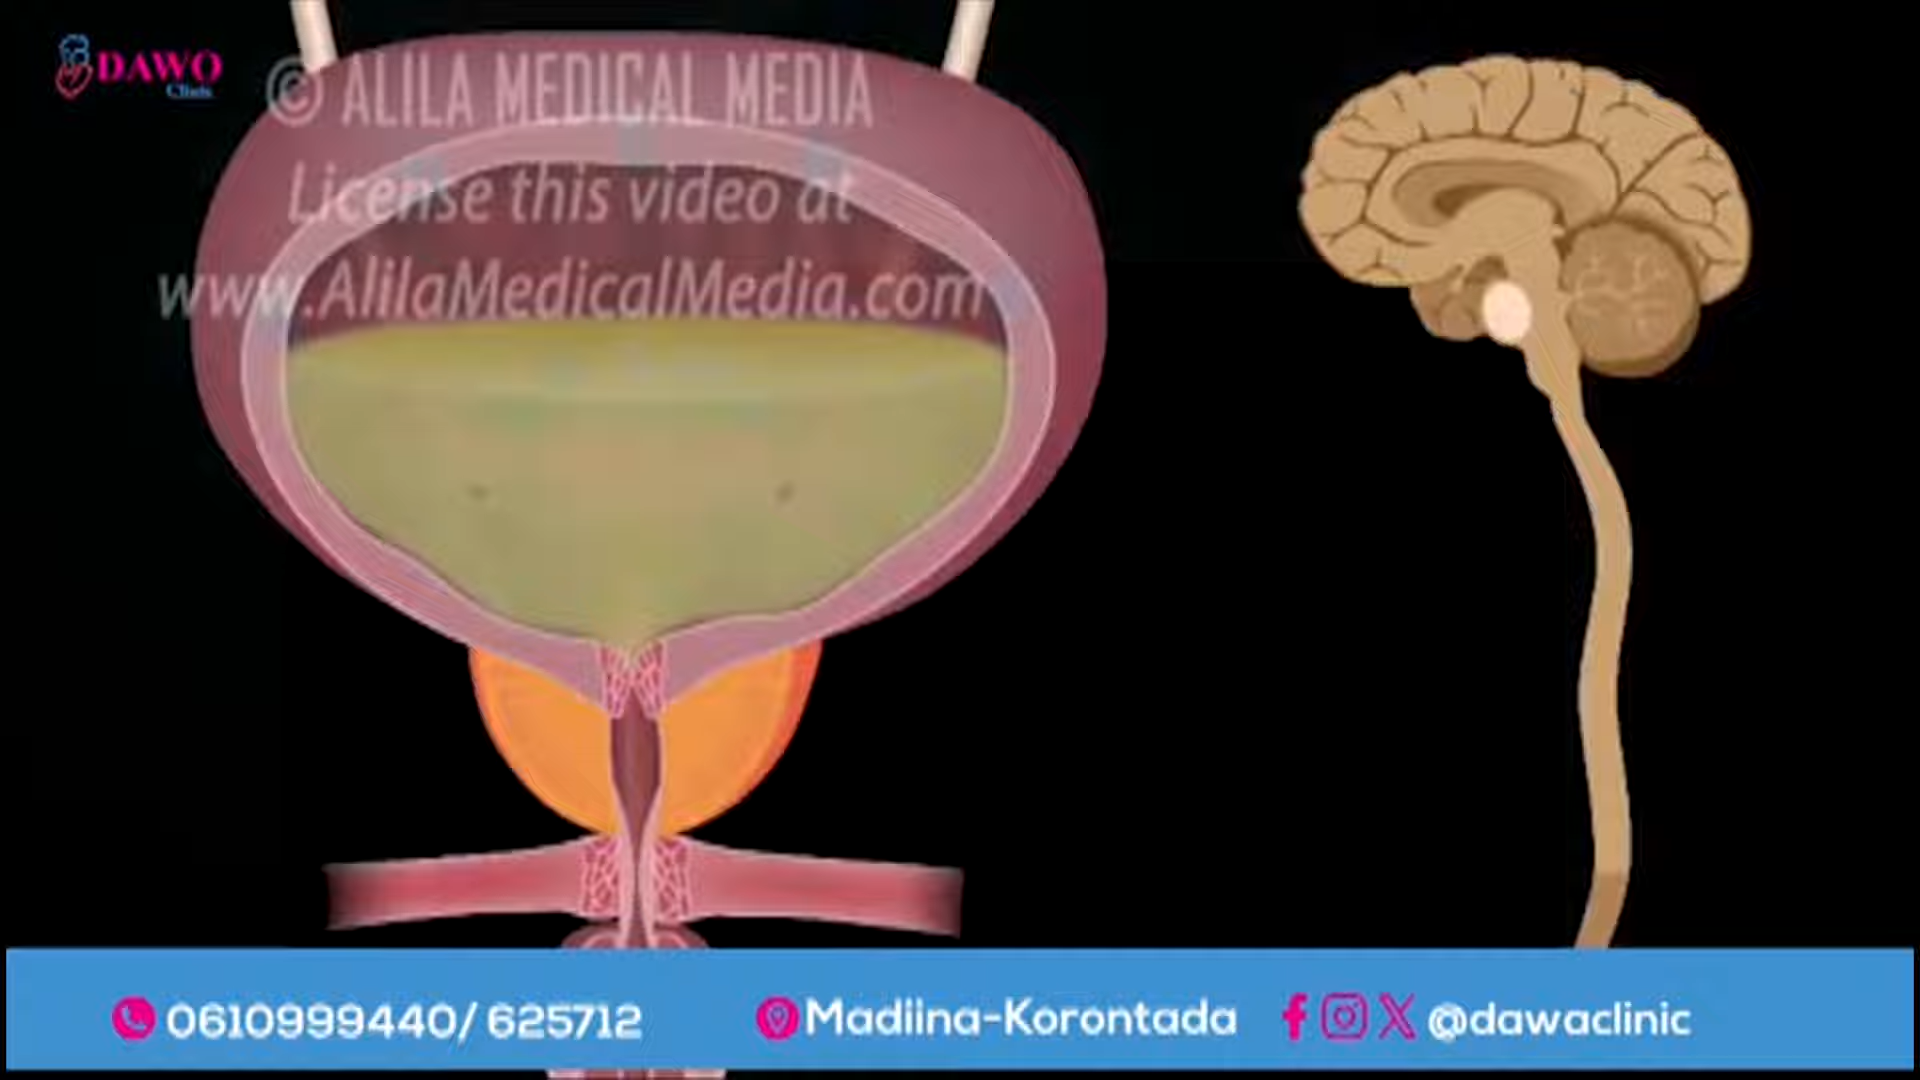 DAWO
Clinic
© ALILA MEDICAL MEDIA
License this video at
www.AlilaMedicalMedia.com
0610999440/ 625712
Madiina-Korontada
@dawaclinic